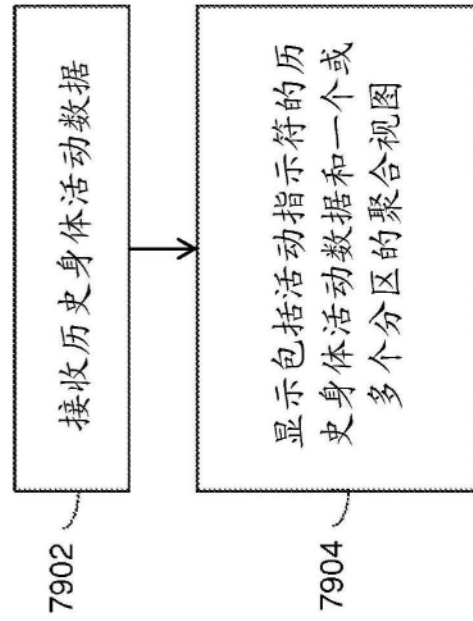 7902
接收历史身体活动数据
7904
显示包括活动指示符的历
史身体活动数据和一个或
多个分区的聚合视图